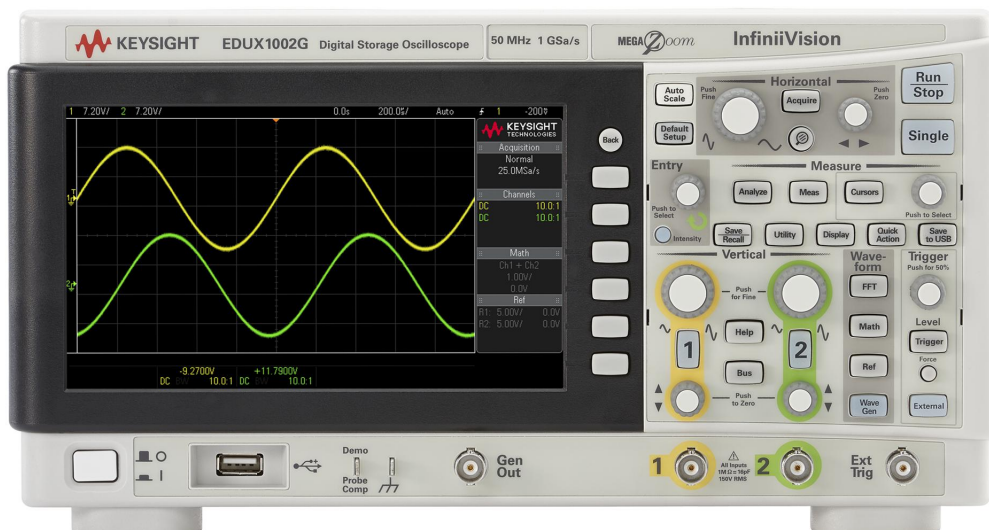 KEYSIGHT EDUX1002G Digital Storage Oscilloscope 50 MHz 1 GSa/s MEGA Zoom InfiniiVision
1 7.20V/ 2 7.20V/ 0.0s 200.0µs/ Auto 1
KEYSIGHT
TECHNOLOGIES
Acquisition
Normal
25.0MSa/s
Channels
DC 10.0:1
DC 10.0:1
Math
Ch1 + Ch2
1.00V/
0.0V
Ref
R1: 5.00V/ 0.0V
R2: 5.00V/ 0.0V
T
1
2
-9.2700V +11.7900V
DC BW 10.0:1 DC BW 10.0:1
Back
Horizontal
Auto
Scale
Push
Fine
Acquire
Push
Zero
Run
Stop
Default
Setup
Single
Entry
Push to
Select
Intensity
Measure
Analyze
Meas
Cursors
Push to Select
Save
Recall
Utility
Display
Quick
Action
Save
to USB
Vertical
Push
for Fine
1
Help
2
Bus
Push
to Zero
Wave-
form
FFT
Math
Ref
Wave
Gen
Trigger
Push for 50%
Level
Trigger
Force
External
Demo
Probe
Comp
Gen
Out
1
All Inputs
1M Ω ≈ 16pF
150V RMS
2
Ext
Trig